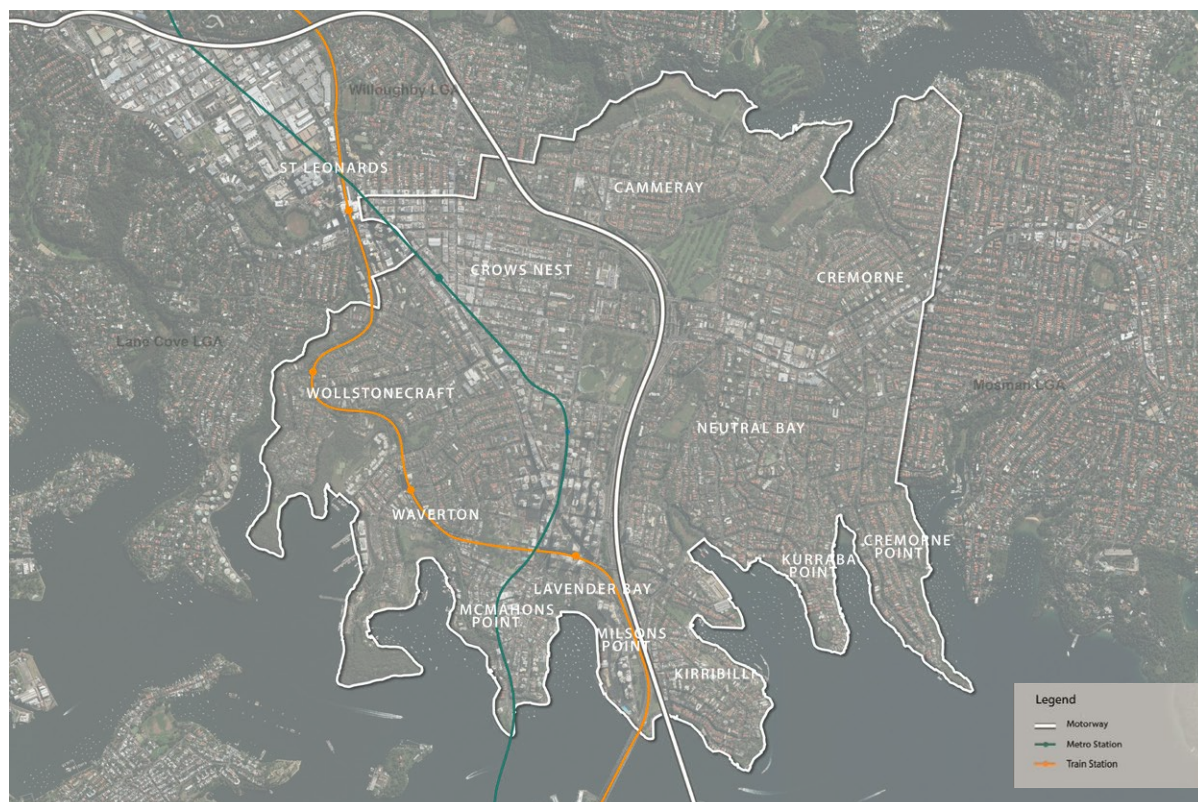 Willoughby LGA
ST LEONARDS
CAMMERAY
CROWS NEST
CREMORNE
Lane Cove LGA
Mosman LGA
WOLLSTONECRAFT
NEUTRAL BAY
WAVERTON
CREMORNE
POINT
KURRABA
POINT
LAVENDER BAY
MCMAHONS
POINT
MILSONS
POINT
KIRRIBILLI
Legend
Motorway
Metro Station
Train Station